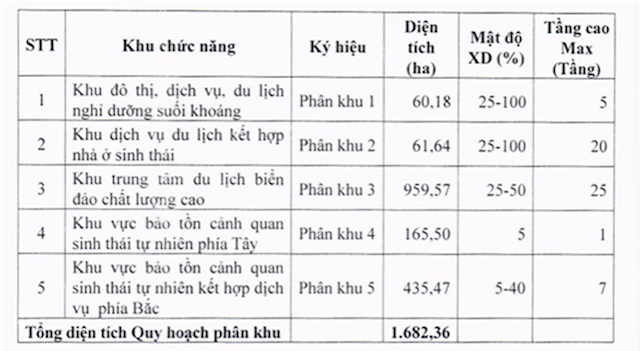 STT Khu chức năng Ký hiệu Diện tích (ha) Mật độ XD (%) Tầng cao Max (Tầng)
1 Khu đô thị, dịch vụ, du lịch nghỉ dưỡng suối khoáng Phân khu 1 60,18 25-100 5
2 Khu dịch vụ du lịch kết hợp nhà ở sinh thái Phân khu 2 61,64 25-100 20
3 Khu trung tâm du lịch biển đảo chất lượng cao Phân khu 3 959,57 25-50 25
4 Khu vực bảo tồn cảnh quan sinh thái tự nhiên phía Tây Phân khu 4 165,50 5 1
5 Khu vực bảo tồn cảnh quan sinh thái tự nhiên kết hợp dịch vụ phía Bắc Phân khu 5 435,47 5-40 7
Tổng diện tích Quy hoạch phân khu 1.682,36